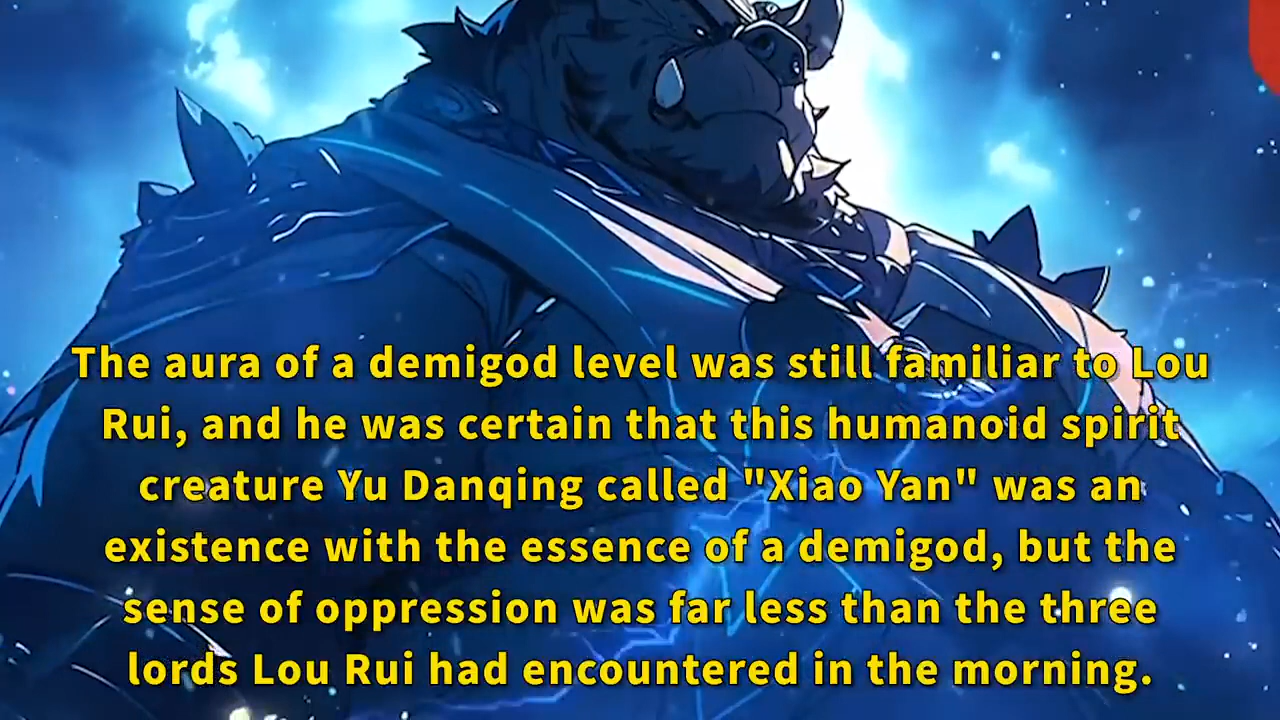 The aura of a demigod level was still familiar to Lou
Rui, and he was certain that this humanoid spirit
creature Yu Danqing called "Xiao Yan" was an
existence with the essence of a demigod, but the
sense of oppression was far less than the three
lords Lou Rui had encountered in the morning.